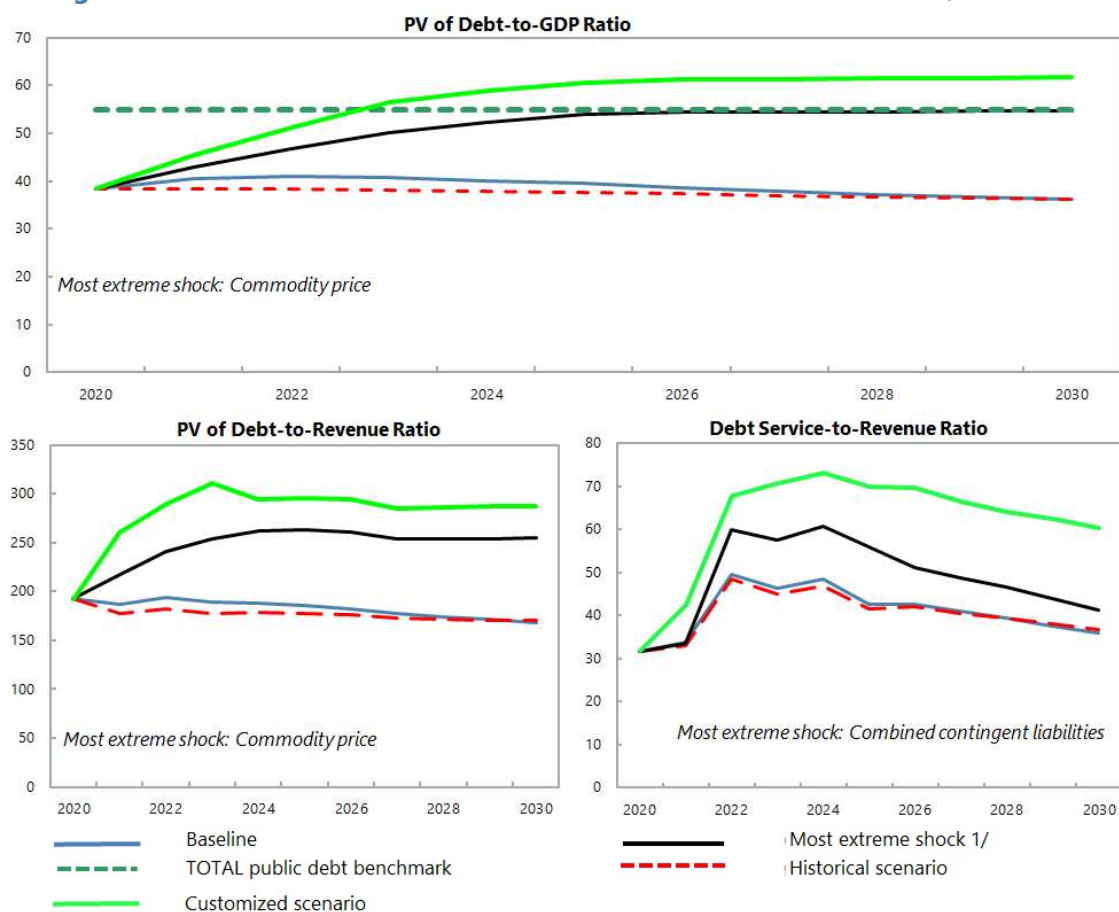 PV of Debt-to-GDP Ratio
70
60
50
40
30
20
10
0
Most extreme shock: Commodity price
2020 2022 2024 2026 2028 2030
PV of Debt-to-Revenue Ratio
350
300
250
200
150
100
50
0
Most extreme shock: Commodity price
2020 2022 2024 2026 2028 2030
Debt Service-to-Revenue Ratio
80
70
60
50
40
30
20
10
0
Most extreme shock: Combined contingent liabilities
2020 2022 2024 2026 2028 2030
Baseline
TOTAL public debt benchmark
Customized scenario
Most extreme shock 1/
Historical scenario